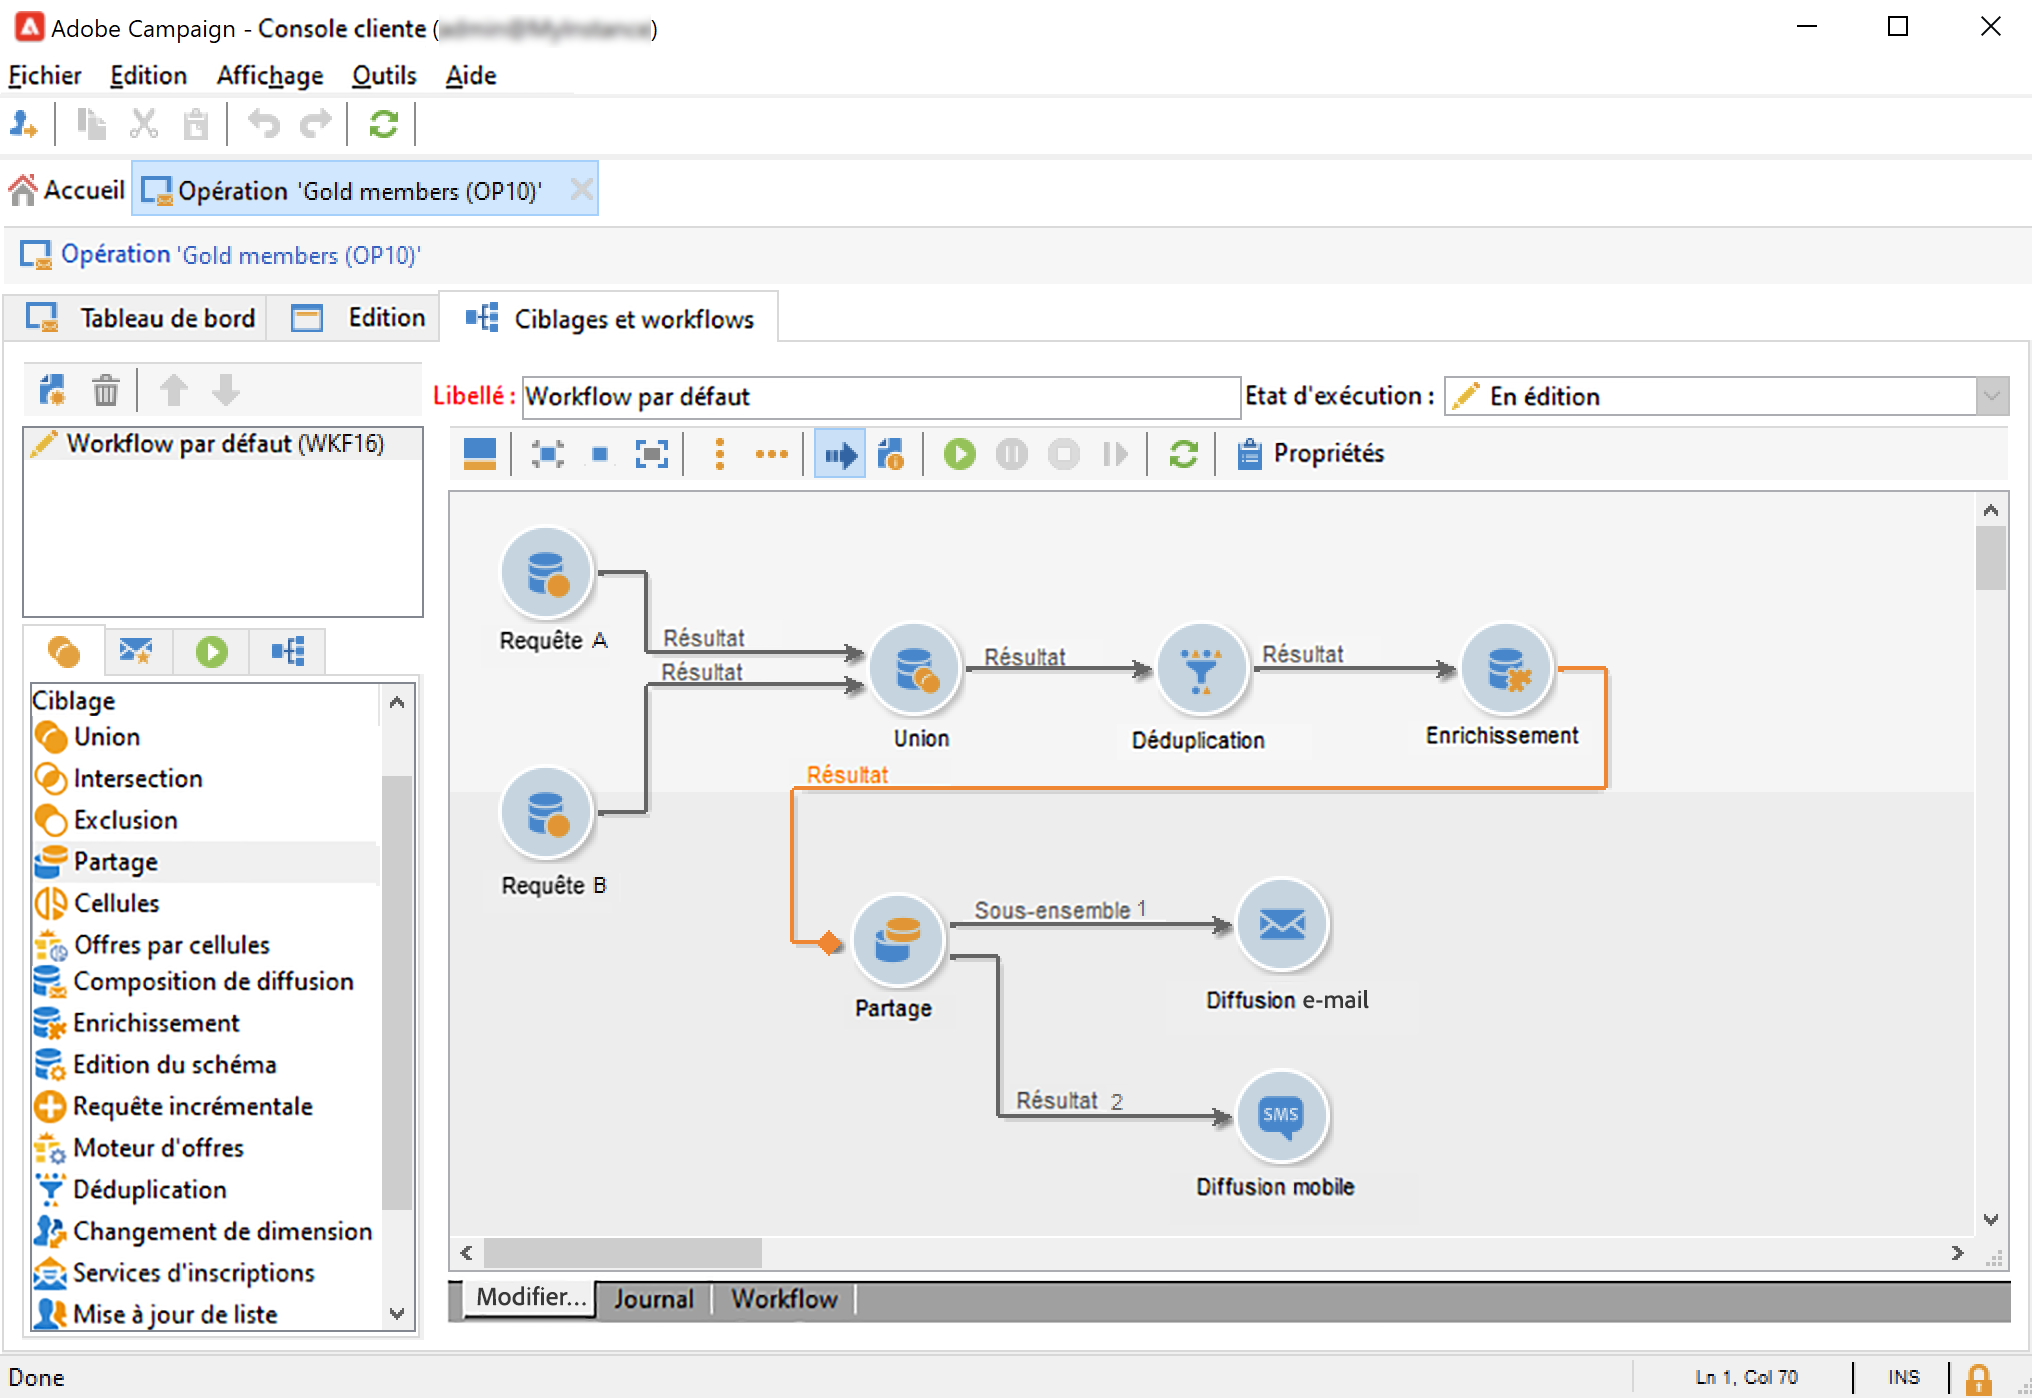 Adobe Campaign - Console cliente ( )
Fichier Edition Affichage Outils Aide
Accueil Opération 'Gold members (OP10)'
Opération 'Gold members (OP10)'
Tableau de bord Edition Ciblages et workflows
Libellé : Workflow par défaut Etat d'exécution : En édition
Workflow par défaut (WKF16)
Propriétés
Requête A
Résultat
Résultat
Résultat
Résultat
Union
Déduplication
Enrichissement
Résultat
Requête B
Sous-ensemble 1
Partage
Diffusion e-mail
Résultat 2
SMS
Diffusion mobile
Ciblage
Union
Intersection
Exclusion
Partage
Cellules
Offres par cellules
Composition de diffusion
Enrichissement
Edition du schéma
Requête incrémentale
Moteur d'offres
Déduplication
Changement de dimension
Services d'inscriptions
Mise à jour de liste
Modifier... Journal Workflow
Done Ln 1, Col 70 INS